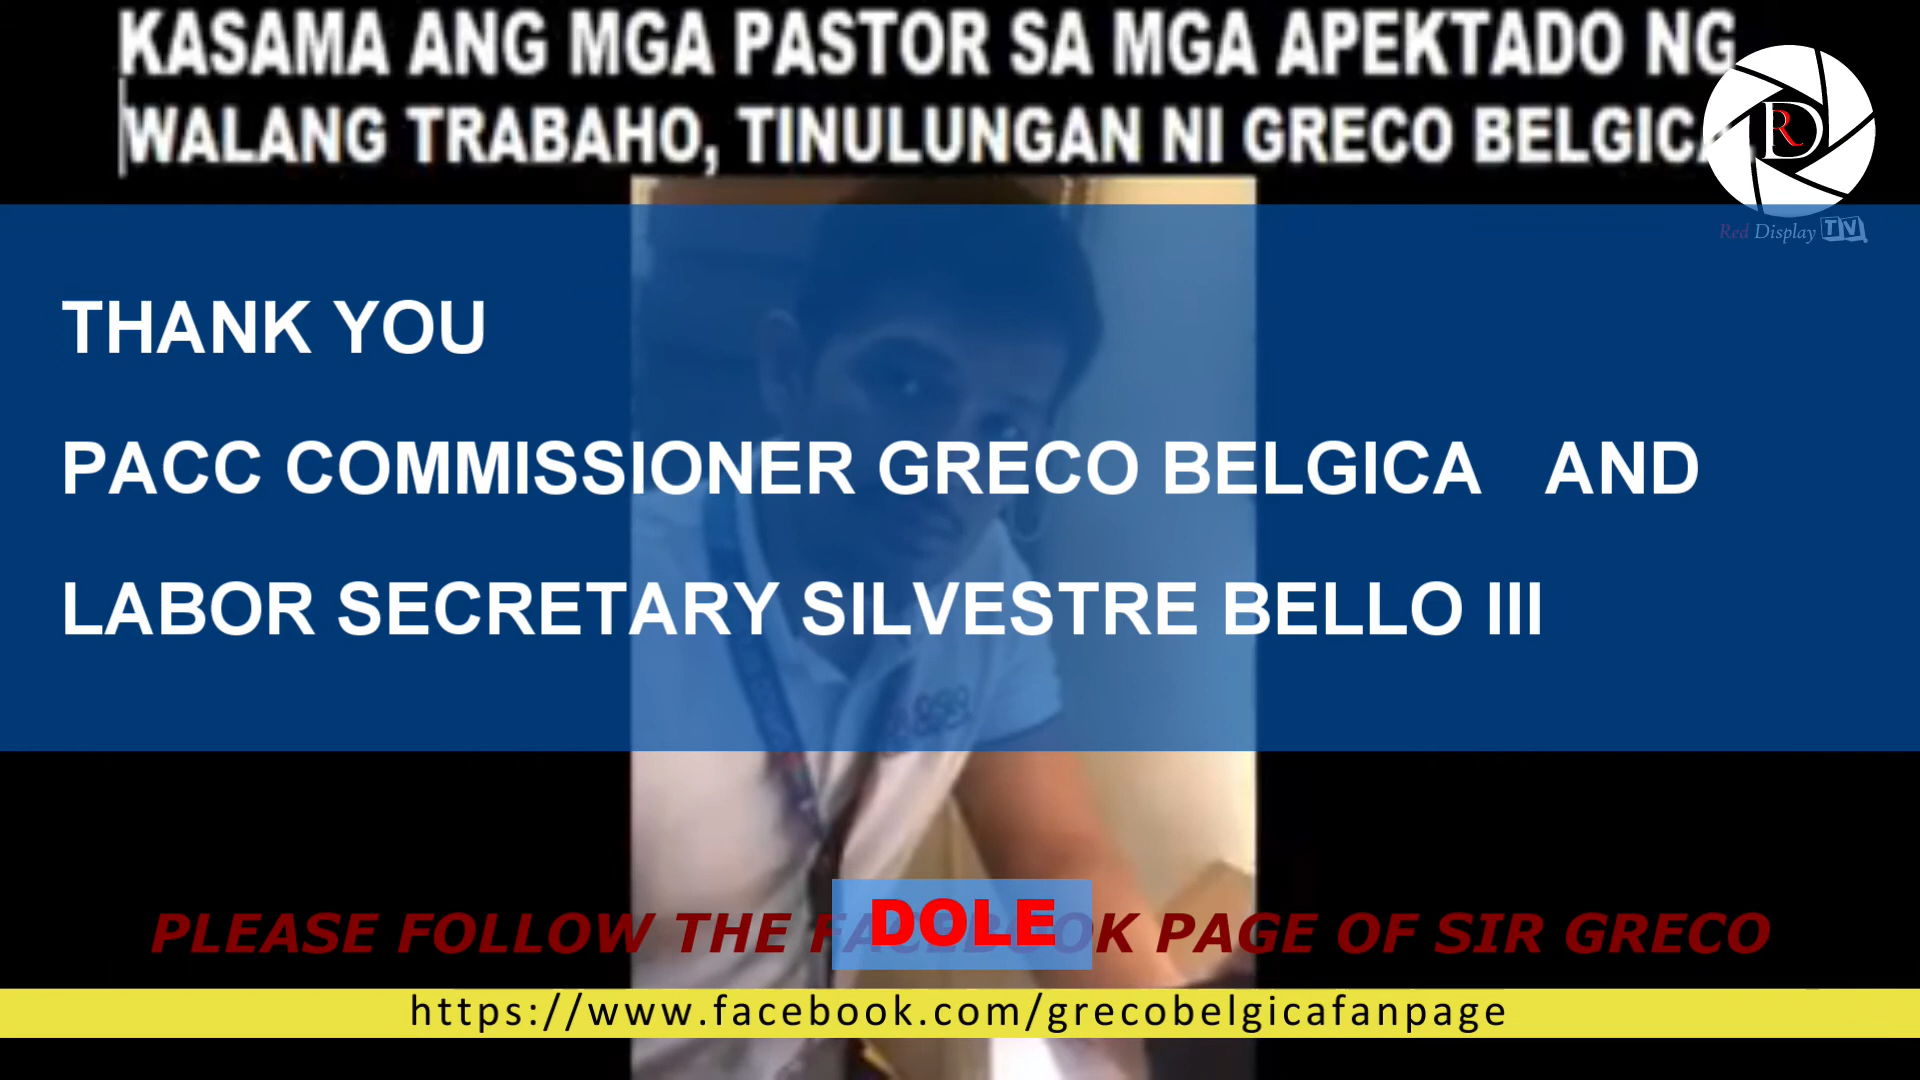 KASAMA ANG MGA PASTOR SA MGA APEKTADO NG
WALANG TRABAHO, TINULUNGAN NI GRECO BELGICA
RD
Red Display TV
THANK YOU
PACC COMMISSIONER GRECO BELGICA AND
LABOR SECRETARY SILVESTRE BELLO III
PLEASE FOLLOW THE FACEBOOK PAGE OF SIR GRECO
DOLE
https://www.facebook.com/grecobelgicafanpage